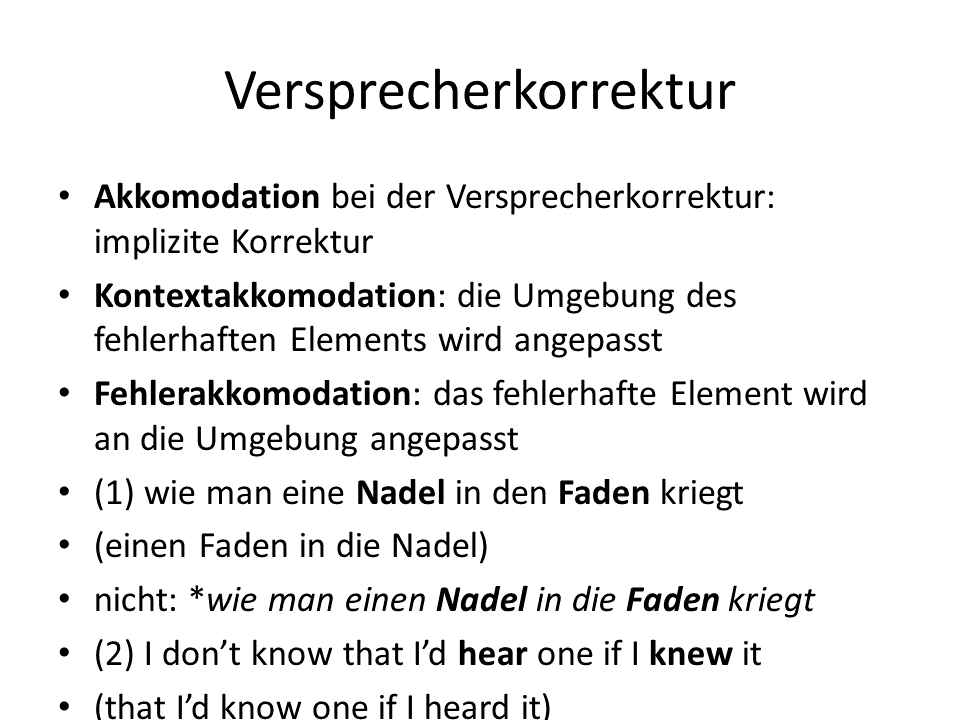 Versprecherkorrektur
• Akkomodation bei der Versprecherkorrektur:
implizite Korrektur
• Kontextakkomodation: die Umgebung des
fehlerhaften Elements wird angepasst
• Fehlerakkomodation: das fehlerhafte Element wird
an die Umgebung angepasst
• (1) wie man eine Nadel in den Faden kriegt
• (einen Faden in die Nadel)
• nicht: *wie man einen Nadel in die Faden kriegt
• (2) I don’t know that I’d hear one if I knew it
• (that I’d know one if I heard it)